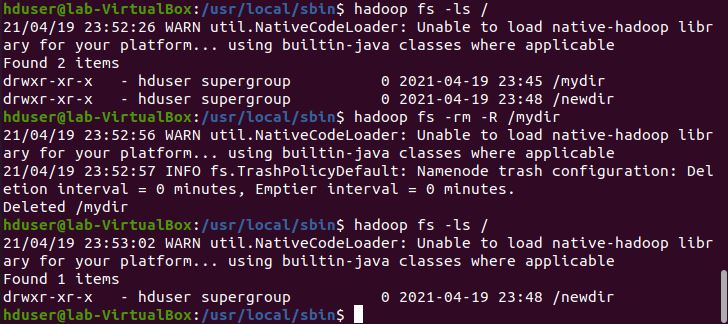 hduser@lab-VirtualBox:/usr/local/sbin$ hadoop fs -ls /
21/04/19 23:52:26 WARN util.NativeCodeLoader: Unable to load native-hadoop libr
ary for your platform... using builtin-java classes where applicable
Found 2 items
drwxr-xr-x   - hduser supergroup          0 2021-04-19 23:45 /mydir
drwxr-xr-x   - hduser supergroup          0 2021-04-19 23:48 /newdir
hduser@lab-VirtualBox:/usr/local/sbin$ hadoop fs -rm -R /mydir
21/04/19 23:52:56 WARN util.NativeCodeLoader: Unable to load native-hadoop libr
ary for your platform... using builtin-java classes where applicable
21/04/19 23:52:57 INFO fs.TrashPolicyDefault: Namenode trash configuration: Del
etion interval = 0 minutes, Emptier interval = 0 minutes.
Deleted /mydir
hduser@lab-VirtualBox:/usr/local/sbin$ hadoop fs -ls /
21/04/19 23:53:02 WARN util.NativeCodeLoader: Unable to load native-hadoop libr
ary for your platform... using builtin-java classes where applicable
Found 1 items
drwxr-xr-x   - hduser supergroup          0 2021-04-19 23:48 /newdir
hduser@lab-VirtualBox:/usr/local/sbin$